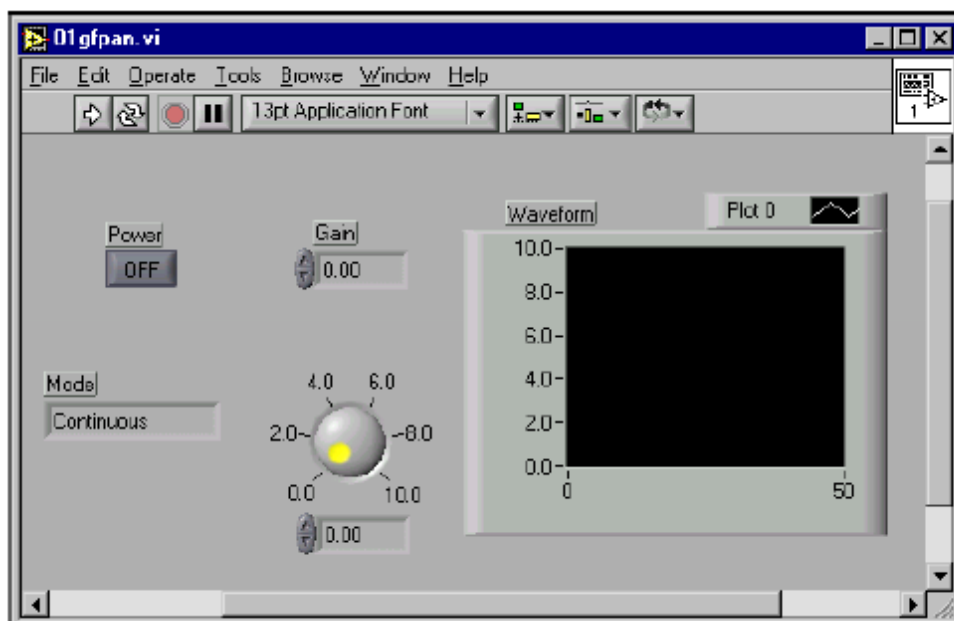 01gfpan.vi
File Edit Operate Tools Browse Window Help
13pt Application Font
1
Power
OFF
Gain
0.00
Waveform
Plot 0
10.0
8.0
6.0
4.0
2.0
0.0
0
50
Mode
Continuous
4.0 6.0
2.0 8.0
0.0 10.0
0.00